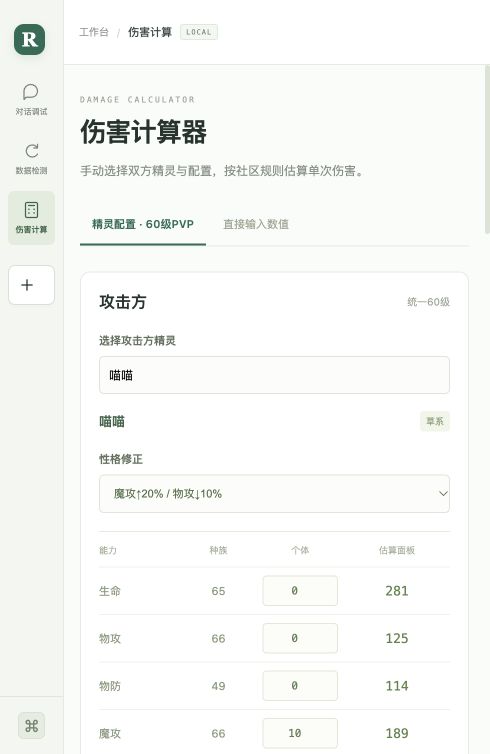 R
工作台 / 伤害计算 LOCAL
对话调试
数据检测
伤害计算
+
DAMAGE CALCULATOR
伤害计算器
手动选择双方精灵与配置，按社区规则估算单次伤害。
精灵配置 · 60级PVP 直接输入数值
攻击方 统一60级
选择攻击方精灵
喵喵
喵喵 草系
性格修正
魔攻↑20% / 物攻↓10%
能力 种族 个体 估算面板
生命 65 0 281
物攻 66 0 125
物防 49 0 114
魔攻 66 10 189
⌘